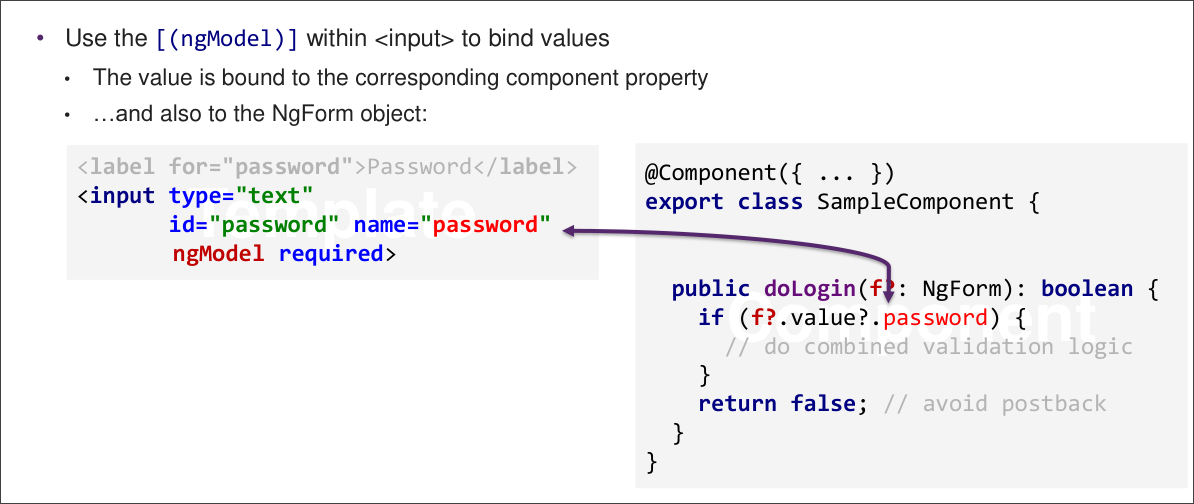 • Use the [(ngModel)] within <input> to bind values
• The value is bound to the corresponding component property
• …and also to the NgForm object:
Template
<label for="password">Password</label>
<input type="text"
id="password" name="password"
ngModel required>
Component
@Component({ ... })
export class SampleComponent {
public doLogin(f?: NgForm): boolean {
if (f?.value?.password) {
// do combined validation logic
}
return false; // avoid postback
}
}